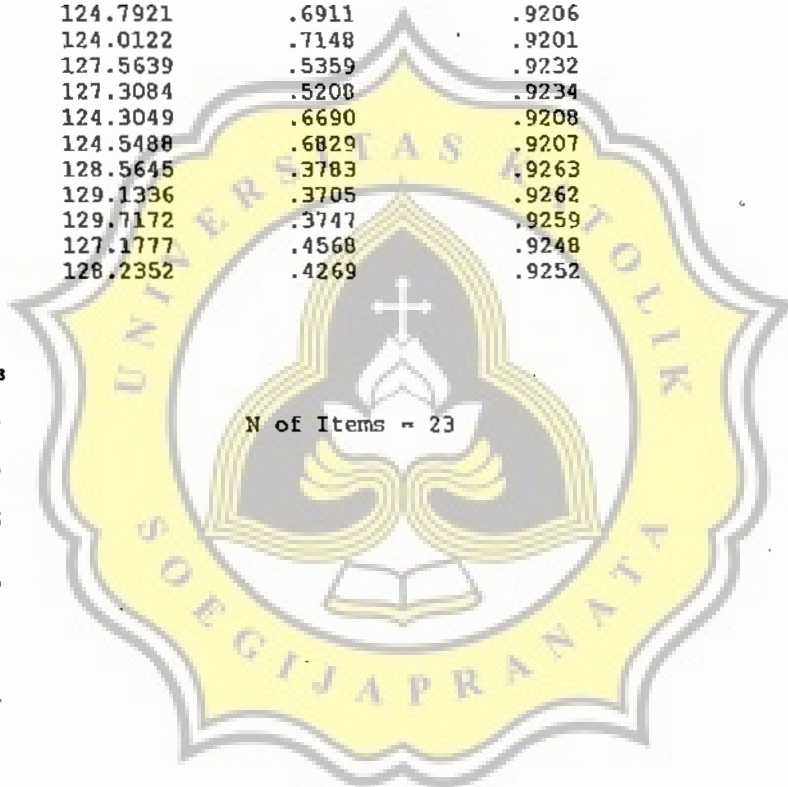 124.7921 .6911 .9206
124.0122 .7148 .9201
127.5639 .5359 .9232
127.3084 .5208 .9234
124.3049 .6690 .9208
124.5488 .6829 .9207
128.5645 .3783 .9263
129.1336 .3705 .9262
129.7172 .3747 .9259
127.1777 .4568 .9248
128.2352 .4269 .9252
N of Items = 23
UNIVERSITAS KATOLIK
SOEGIJAPRANATA